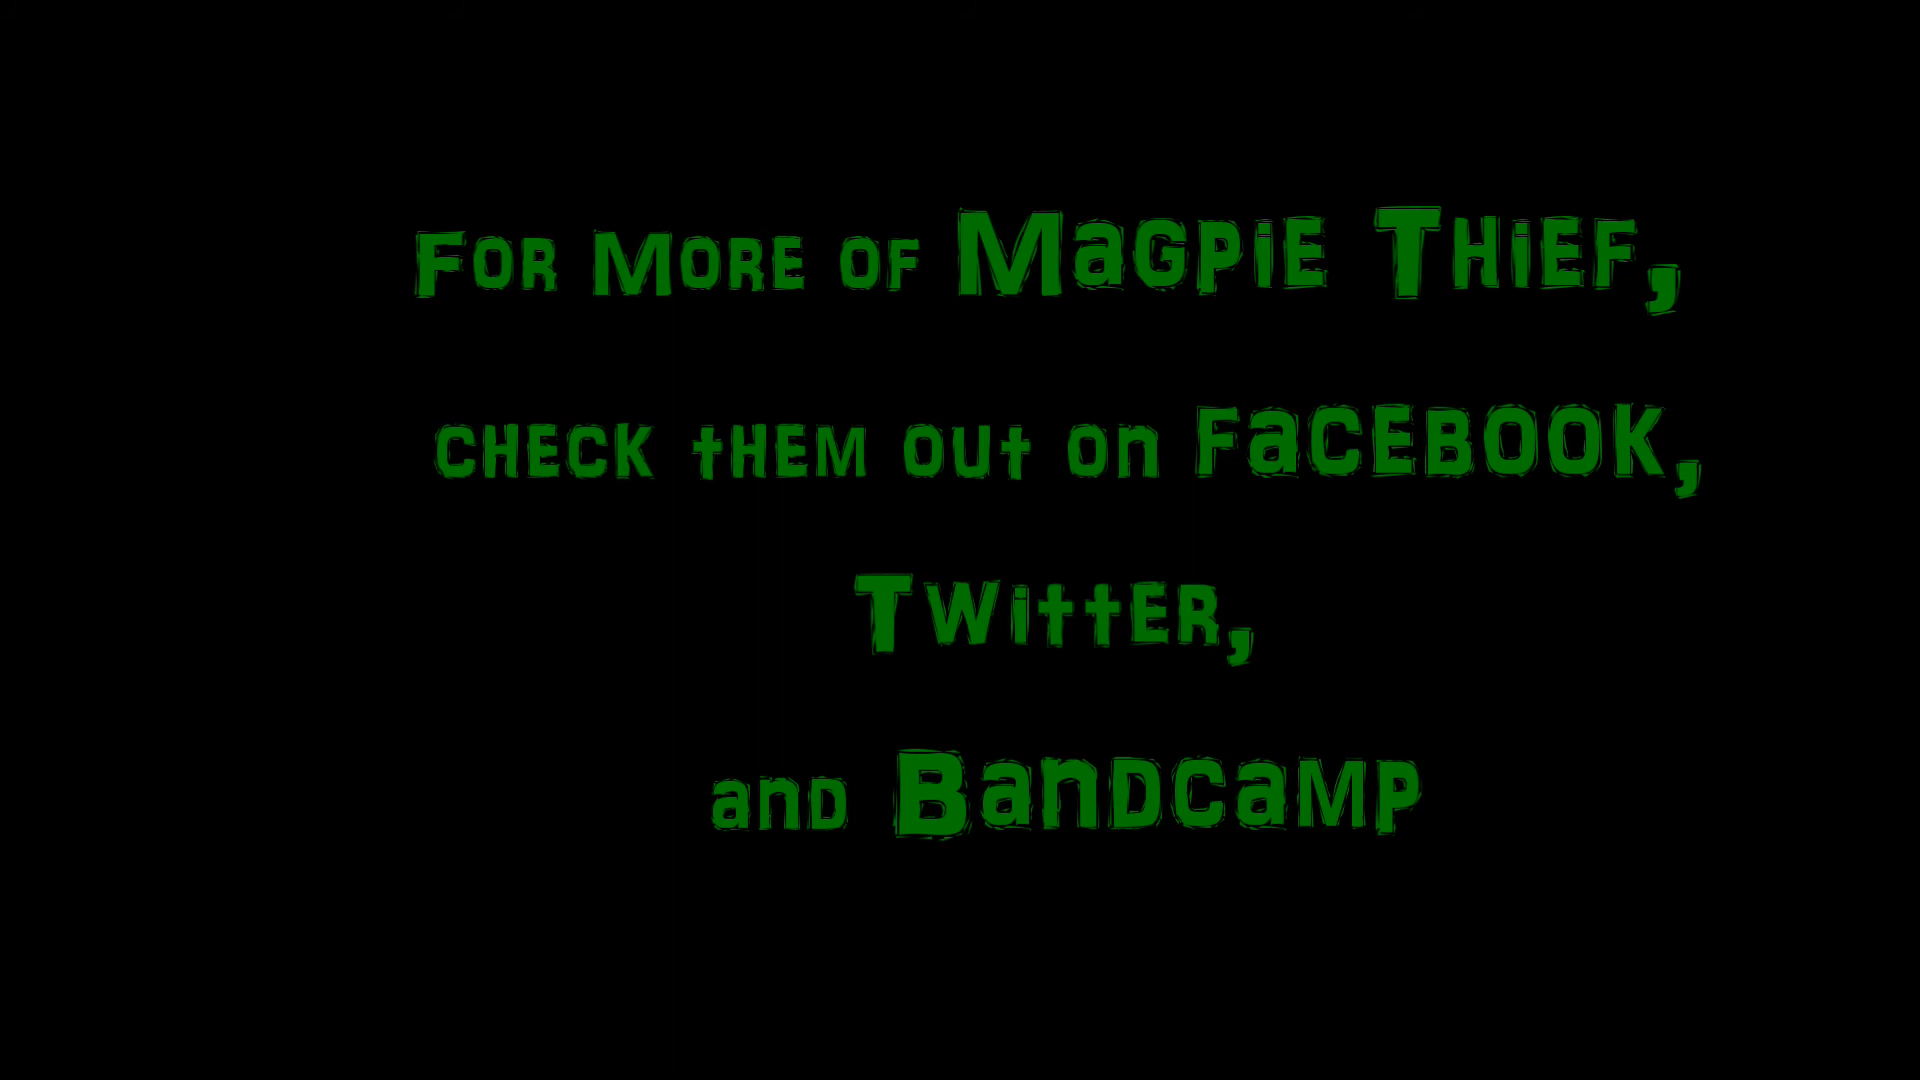 For More of Magpie Thief,
check them out on facebook,
Twitter,
and Bandcamp